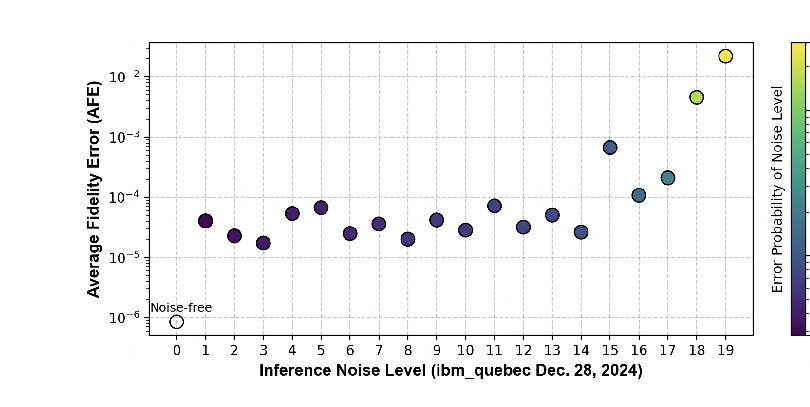 Average Fidelity Error (AFE)
10⁻²
10⁻³
10⁻⁴
10⁻⁵
10⁻⁶
Noise-free
0 1 2 3 4 5 6 7 8 9 10 11 12 13 14 15 16 17 18 19
Inference Noise Level (ibm_quebec Dec. 28, 2024)
Error Probability of Noise Level